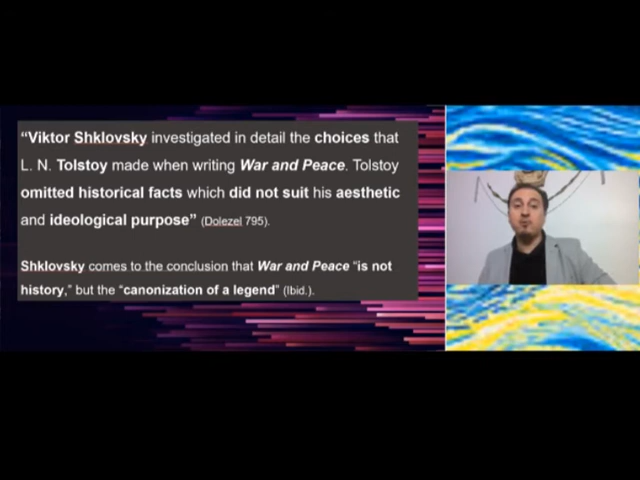 “Viktor Shklovsky investigated in detail the choices that
L. N. Tolstoy made when writing War and Peace. Tolstoy
omitted historical facts which did not suit his aesthetic
and ideological purpose” (Dolezel 795).
Shklovsky comes to the conclusion that War and Peace “is not
history,” but the “canonization of a legend” (Ibid.).